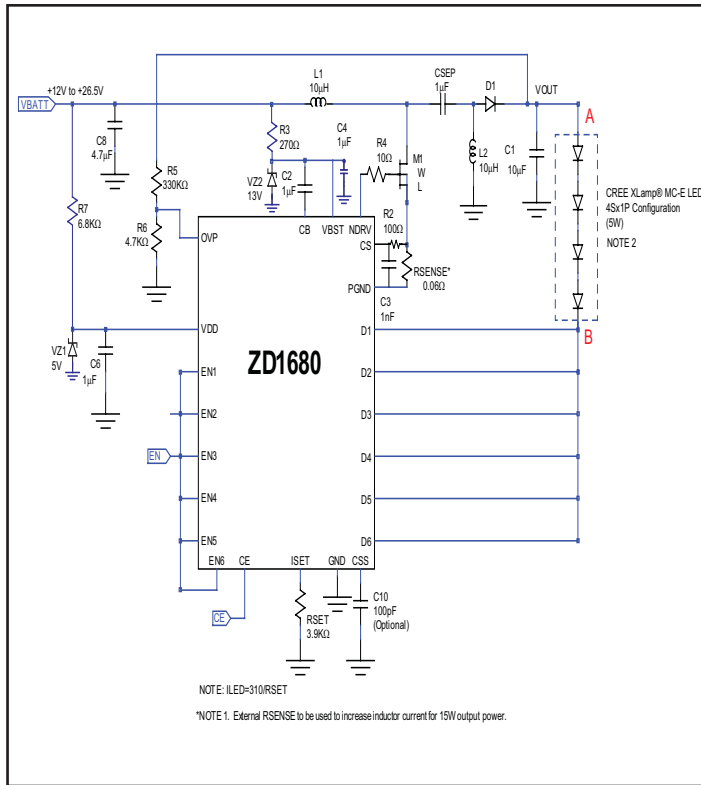 +12V to +26.5V
VBATT
L1
10µH
CSEP
1µF
D1
VOUT
A
C8
4.7µF
R3
270Ω
C4
1µF
R4
10Ω
M1
W
L
L2
10µH
C1
10µF
CREE XLamp® MC-E LED
4Sx1P Configuration
(5W)
NOTE 2
R5
330KΩ
VZ2
13V
C2
1µF
R7
6.8KΩ
R6
4.7KΩ
OVP
CB
VBST
NDRV
CS
R2
100Ω
RSENSE*
0.06Ω
PGND
C3
1nF
VDD
D1
B
VZ1
5V
C6
1µF
ZD1680
EN1
D2
EN2
D3
EN
EN3
D4
EN4
D5
EN5
D6
EN6
CE
ISET
GND
CSS
CE
RSET
3.9KΩ
C10
100pF
(Optional)
NOTE: ILED=310/RSET
*NOTE 1. External RSENSE to be used to increase inductor current for 15W output power.